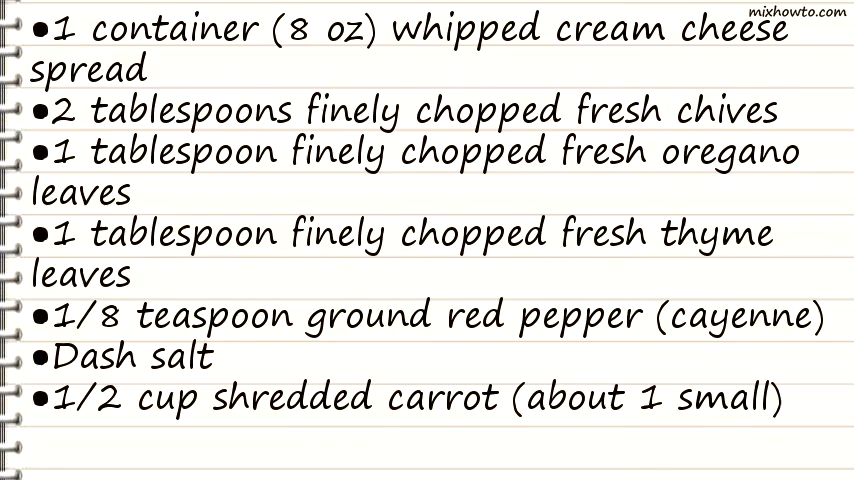 mixhowto.com
•1 container (8 oz) whipped cream cheese
spread
•2 tablespoons finely chopped fresh chives
•1 tablespoon finely chopped fresh oregano
leaves
•1 tablespoon finely chopped fresh thyme
leaves
•1/8 teaspoon ground red pepper (cayenne)
•Dash salt
•1/2 cup shredded carrot (about 1 small)